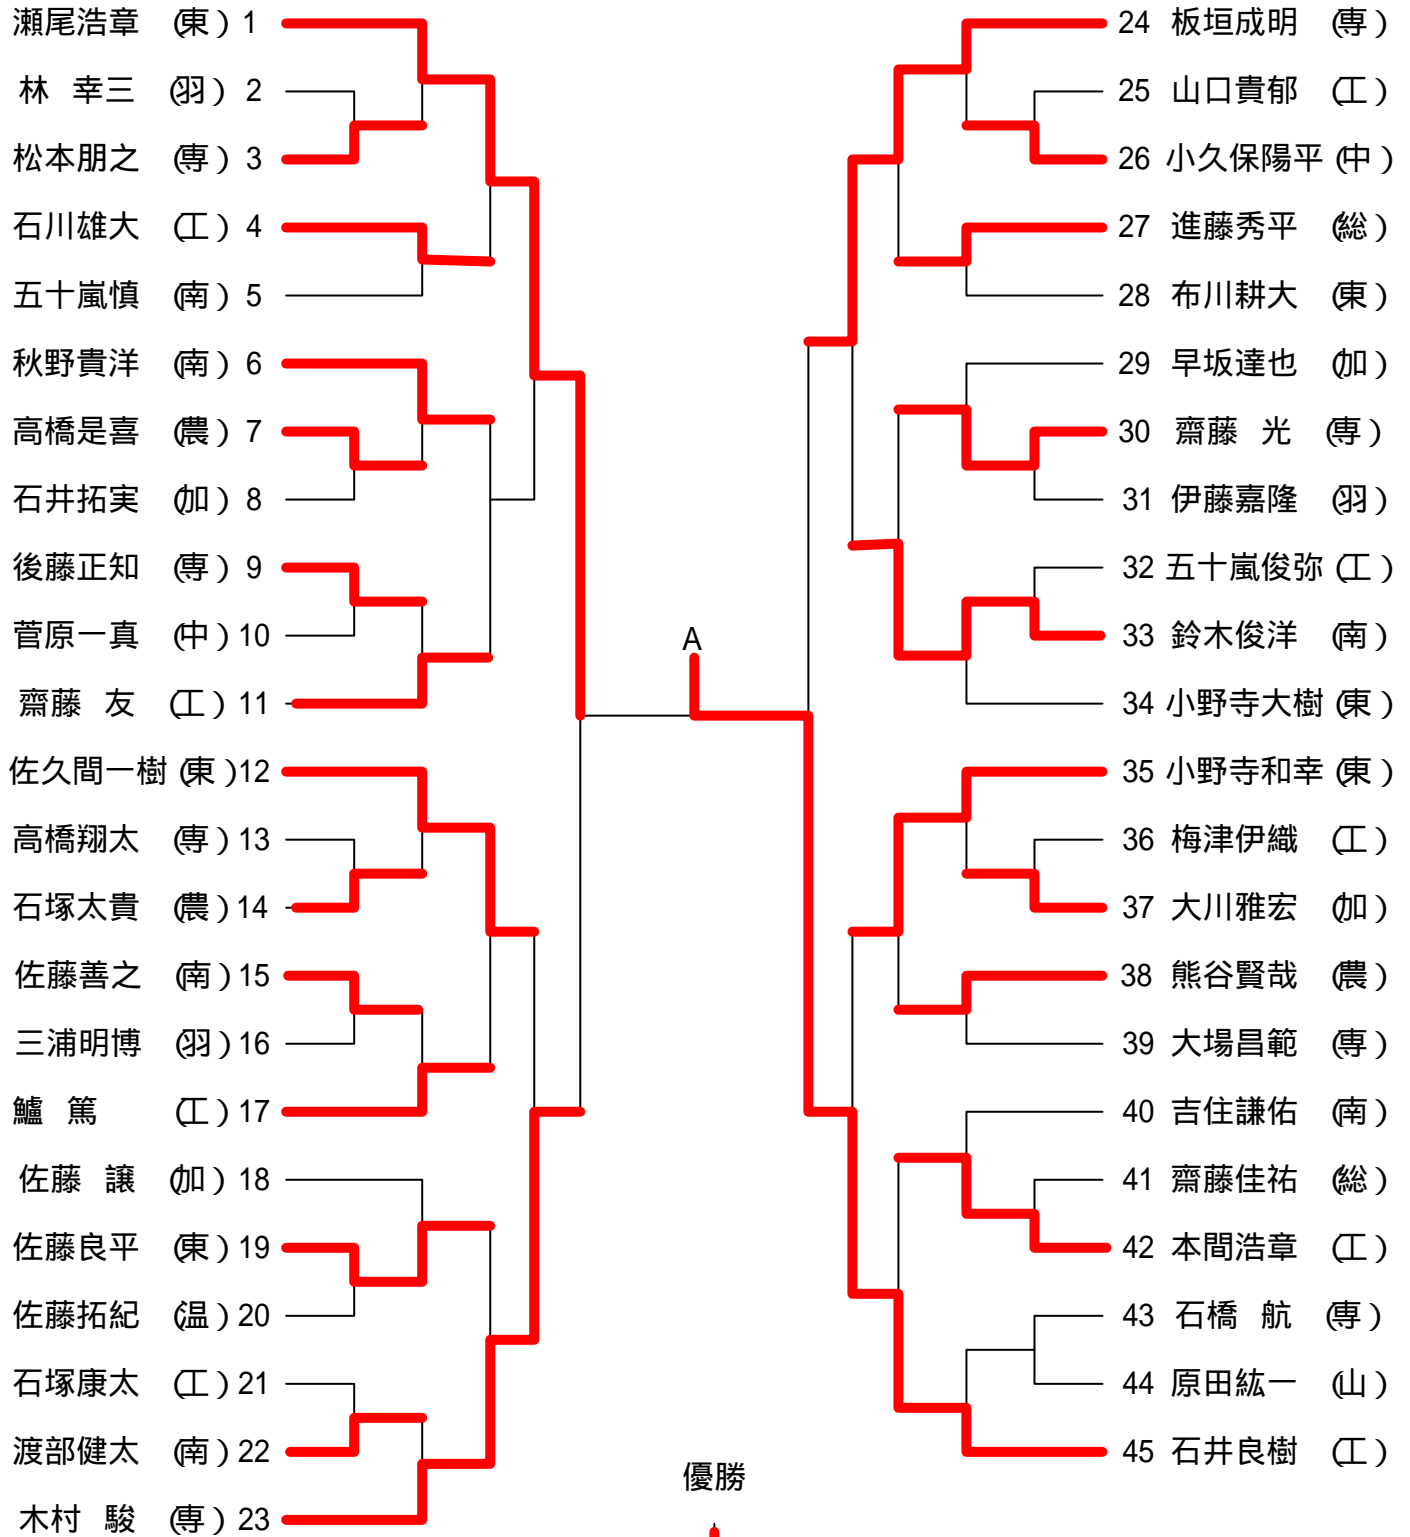 瀬尾浩章 (東) 1
林 幸三 (羽) 2
松本朋之 (専) 3
石川雄大 (工) 4
五十嵐慎 (南) 5
秋野貴洋 (南) 6
高橋是喜 (農) 7
石井拓実 (加) 8
後藤正知 (専) 9
菅原一真 (中) 10
齋藤 友 (工) 11
佐久間一樹 (東) 12
高橋翔太 (専) 13
石塚太貴 (農) 14
佐藤善之 (南) 15
三浦明博 (羽) 16
鱸 篤 (工) 17
佐藤 譲 (加) 18
佐藤良平 (東) 19
佐藤拓紀 (温) 20
石塚康太 (工) 21
渡部健太 (南) 22
木村 駿 (専) 23
A
優勝
24 板垣成明 (専)
25 山口貴郁 (工)
26 小久保陽平 (中)
27 進藤秀平 (総)
28 布川耕大 (東)
29 早坂達也 (加)
30 齋藤 光 (専)
31 伊藤嘉隆 (羽)
32 五十嵐俊弥 (工)
33 鈴木俊洋 (南)
34 小野寺大樹 (東)
35 小野寺和幸 (東)
36 梅津伊織 (工)
37 大川雅宏 (加)
38 熊谷賢哉 (農)
39 大場昌範 (専)
40 吉住謙佑 (南)
41 齋藤佳祐 (総)
42 本間浩章 (工)
43 石橋 航 (専)
44 原田紘一 (山)
45 石井良樹 (工)